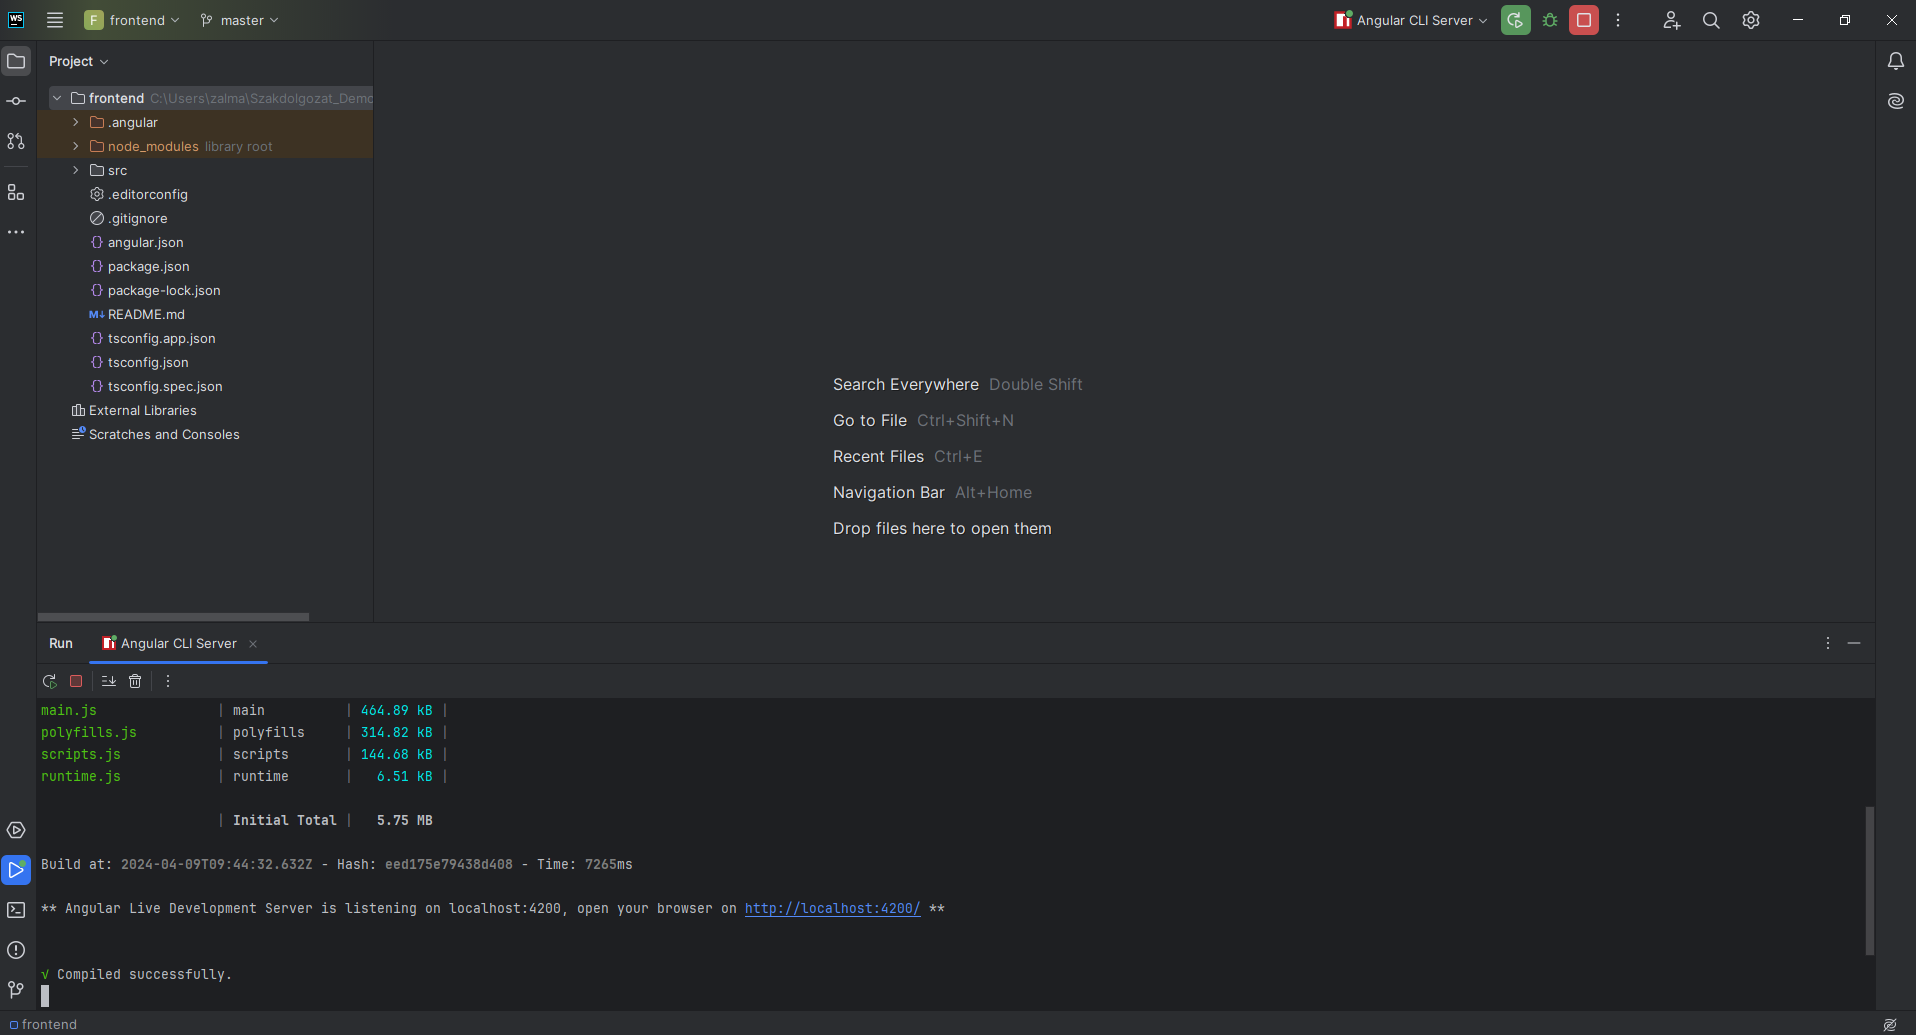 WS
F frontend
master
Angular CLI Server
Project
frontend C:\Users\zalma\Szakdolgozat_Demo
.angular
node_modules library root
src
.editorconfig
.gitignore
angular.json
package.json
package-lock.json
M↓ README.md
tsconfig.app.json
tsconfig.json
tsconfig.spec.json
External Libraries
Scratches and Consoles
Search Everywhere Double Shift
Go to File Ctrl+Shift+N
Recent Files Ctrl+E
Navigation Bar Alt+Home
Drop files here to open them
Run
Angular CLI Server
main.js | main | 464.89 kB |
polyfills.js | polyfills | 314.82 kB |
scripts.js | scripts | 144.68 kB |
runtime.js | runtime | 6.51 kB |
| Initial Total | 5.75 MB
Build at: 2024-04-09T09:44:32.632Z - Hash: eed175e79438d408 - Time: 7265ms
** Angular Live Development Server is listening on localhost:4200, open your browser on http://localhost:4200/ **
√ Compiled successfully.
frontend